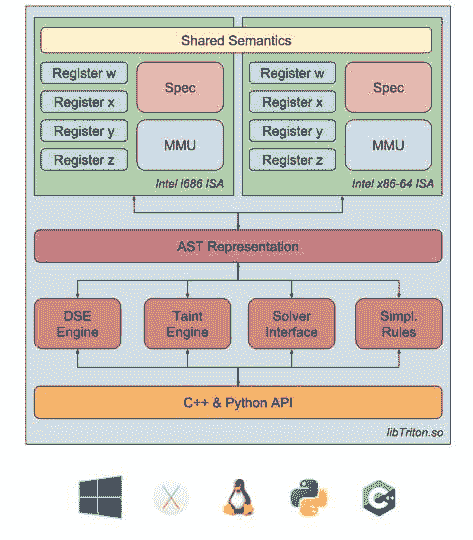 Shared Semantics
Register w
Register x
Register y
Register z
Spec
MMU
Intel i686 ISA
Register w
Register x
Register y
Register z
Spec
MMU
Intel x86-64 ISA
AST Representation
DSE
Engine
Taint
Engine
Solver
Interface
Simpl.
Rules
C++ & Python API
libTriton.so
X
C++